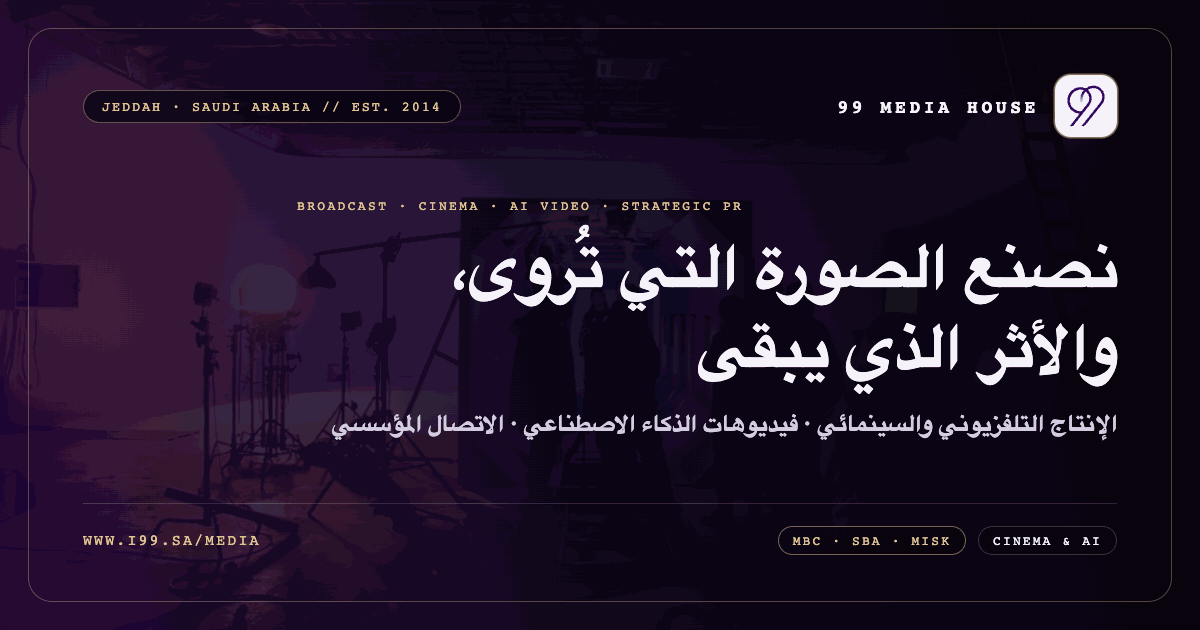 JEDDAH · SAUDI ARABIA // EST. 2014
99 MEDIA HOUSE
99
BROADCAST · CINEMA · AI VIDEO · STRATEGIC PR
نصنع الصورة التي تُروى،
والأثر الذي يبقى
الإنتاج التلفزيوني والسينمائي · فيديوهات الذكاء الاصطناعي · الاتصال المؤسسي
WWW.I99.SA/MEDIA
MBC · SBA · MISK
CINEMA & AI